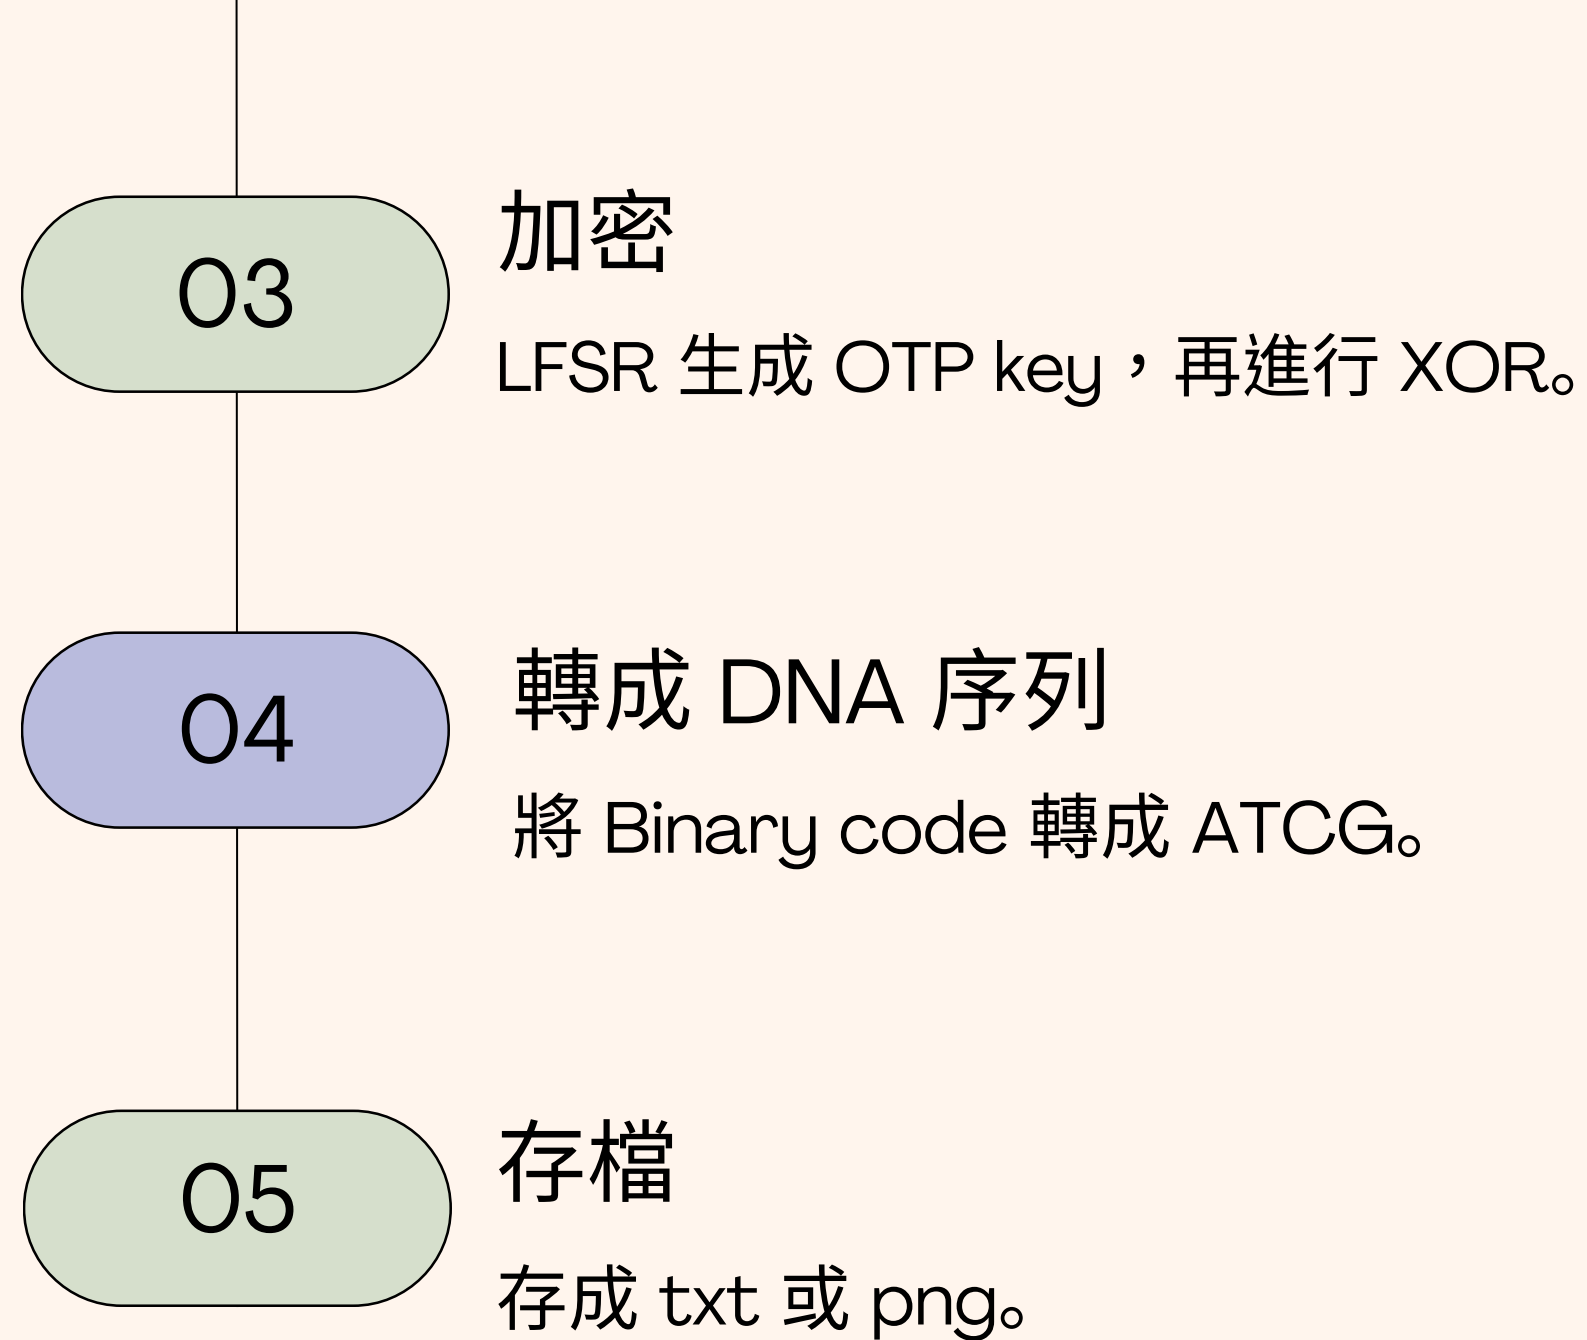 03
加密
LFSR 生成 OTP key，再進行 XOR。
04
轉成 DNA 序列
將 Binary code 轉成 ATCG。
05
存檔
存成 txt 或 png。